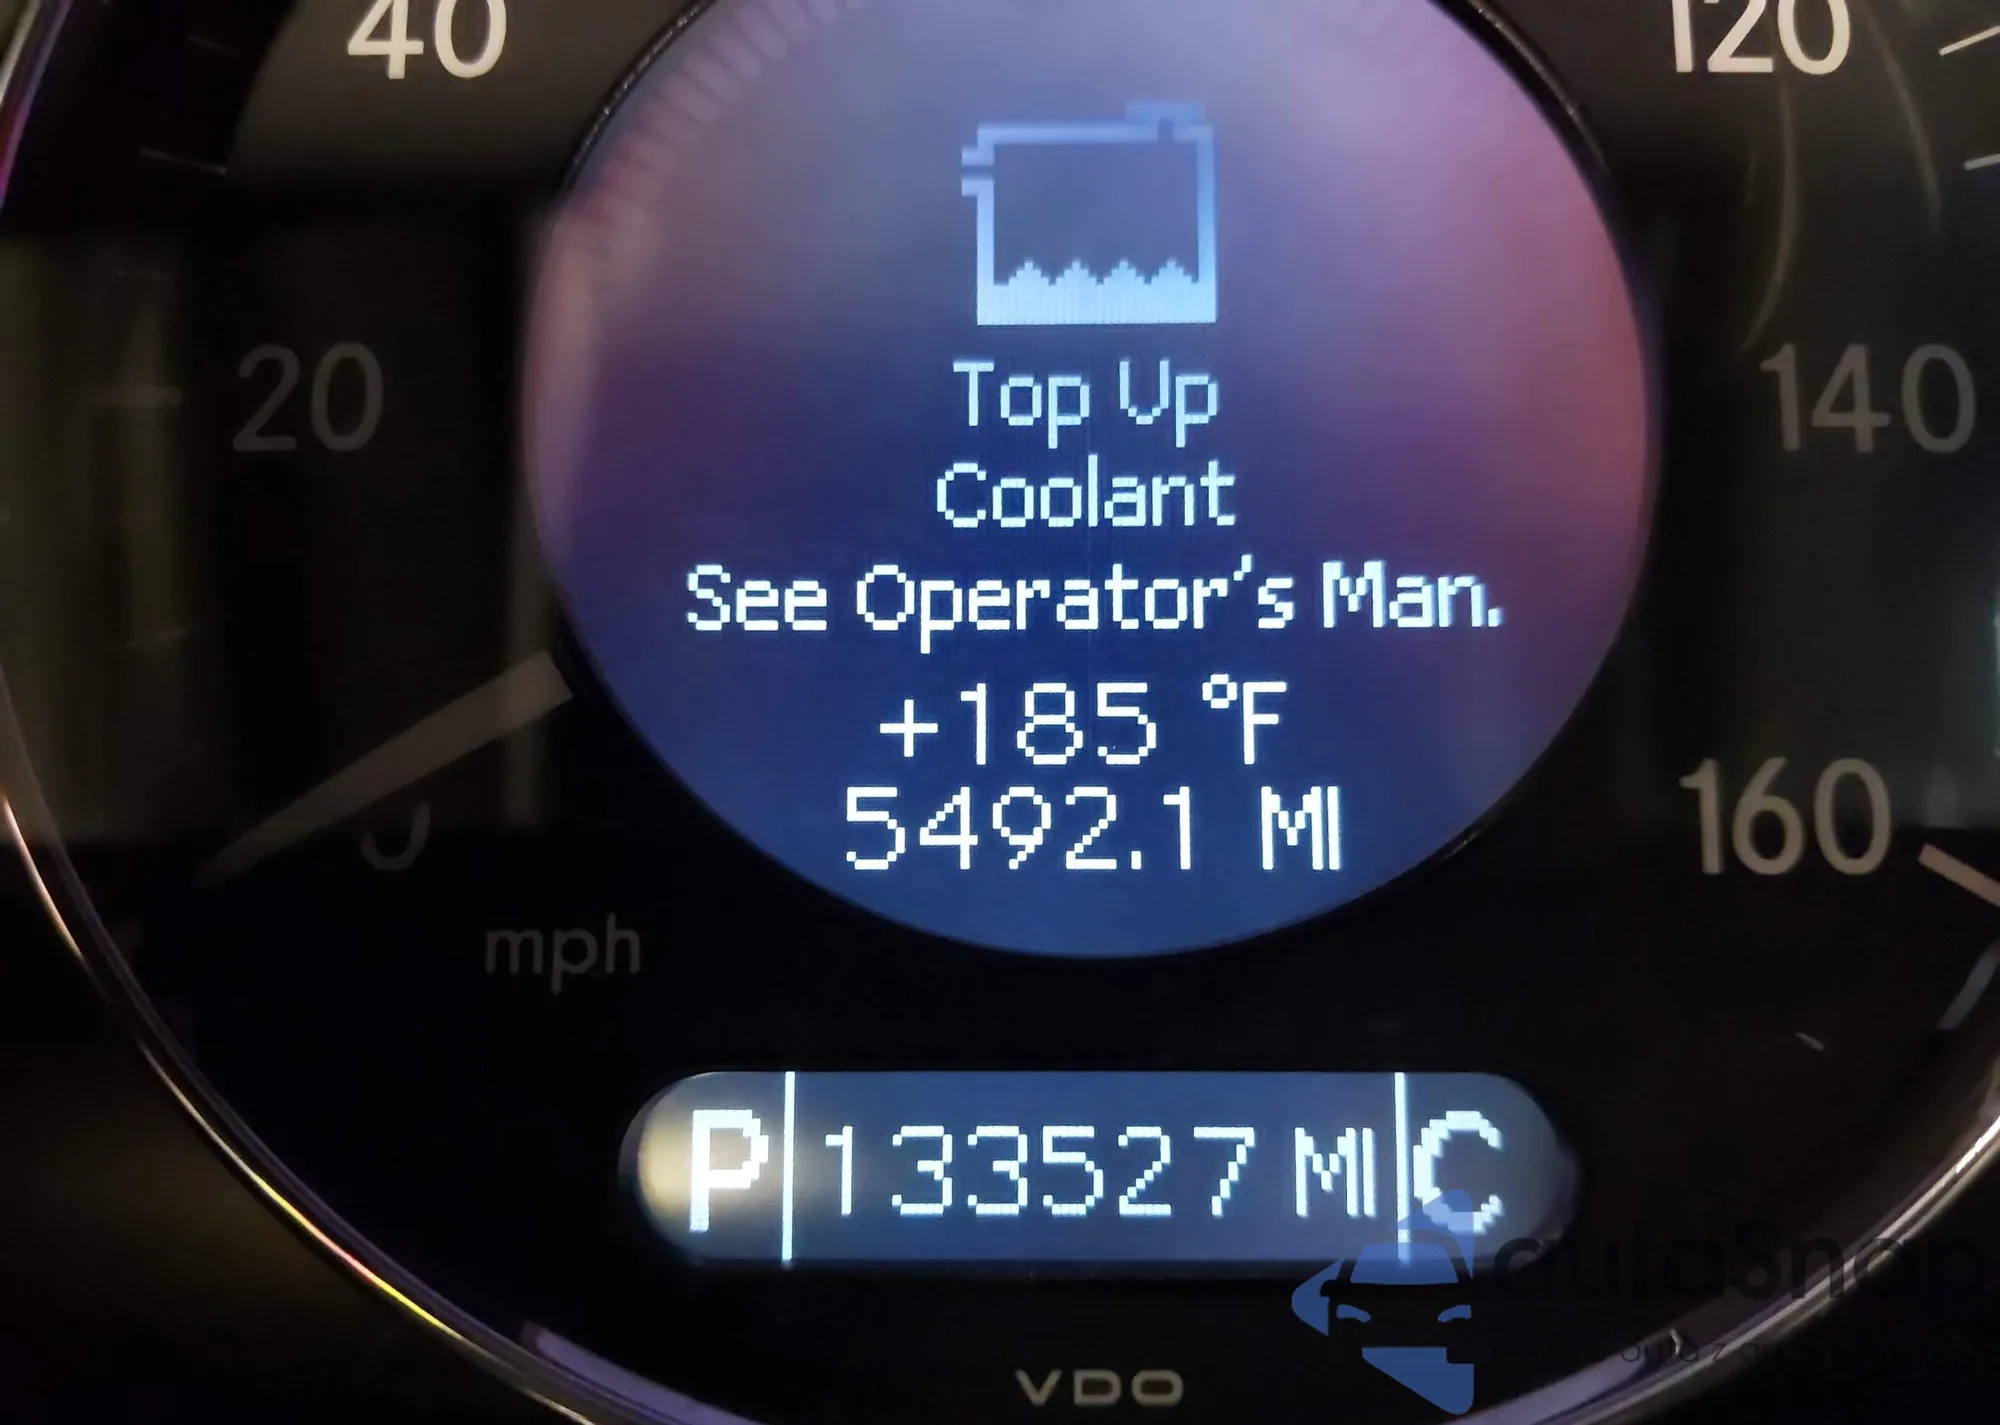 40
120
20
140
Top Up
Coolant
See Operator's Man.
+185 °F
5492.1 MI
0
160
mph
P 133527 MI C
VDO